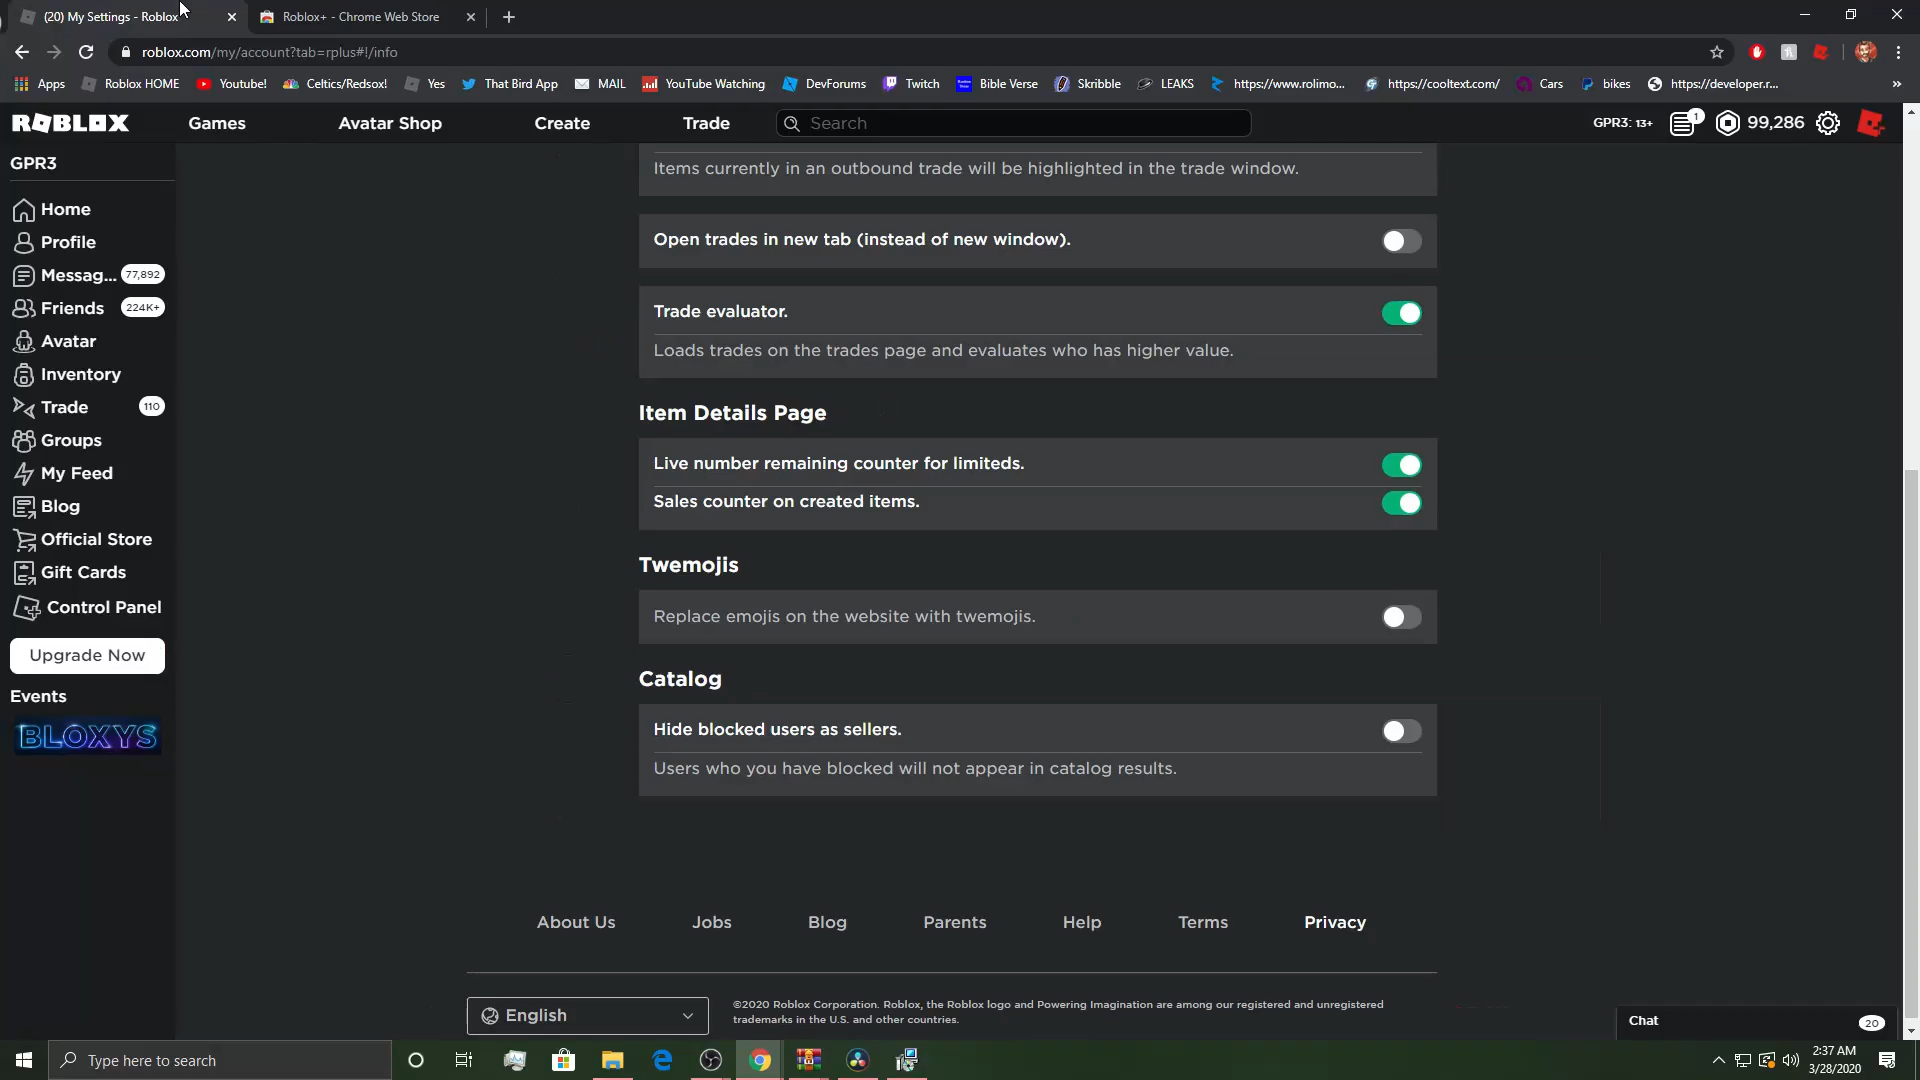 (20) My Settings - Roblox
Roblox+ - Chrome Web Store
roblox.com/my/account?tab=rplus#!/info
Apps
Roblox HOME
Youtube!
Celtics/Redsox!
Yes
That Bird App
MAIL
YouTube Watching
DevForums
Twitch
Bible Verse
Skribble
LEAKS
https://www.rolimo...
https://cooltext.com/
Cars
bikes
https://developer.r...
ROBLOX
Games
Avatar Shop
Create
Trade
Search
GPR3: 13+
1
99,286
GPR3
Home
Profile
Messag... 77,892
Friends 224K+
Avatar
Inventory
Trade 110
Groups
My Feed
Blog
Official Store
Gift Cards
Control Panel
Upgrade Now
Events
BLOXYS
Items currently in an outbound trade will be highlighted in the trade window.
Open trades in new tab (instead of new window).
Trade evaluator.
Loads trades on the trades page and evaluates who has higher value.
Item Details Page
Live number remaining counter for limiteds.
Sales counter on created items.
Twemojis
Replace emojis on the website with twemojis.
Catalog
Hide blocked users as sellers.
Users who you have blocked will not appear in catalog results.
About Us
Jobs
Blog
Parents
Help
Terms
Privacy
English
©2020 Roblox Corporation. Roblox, the Roblox logo and Powering Imagination are among our registered and unregistered
trademarks in the U.S. and other countries.
Chat
20
Type here to search
2:37 AM
3/28/2020